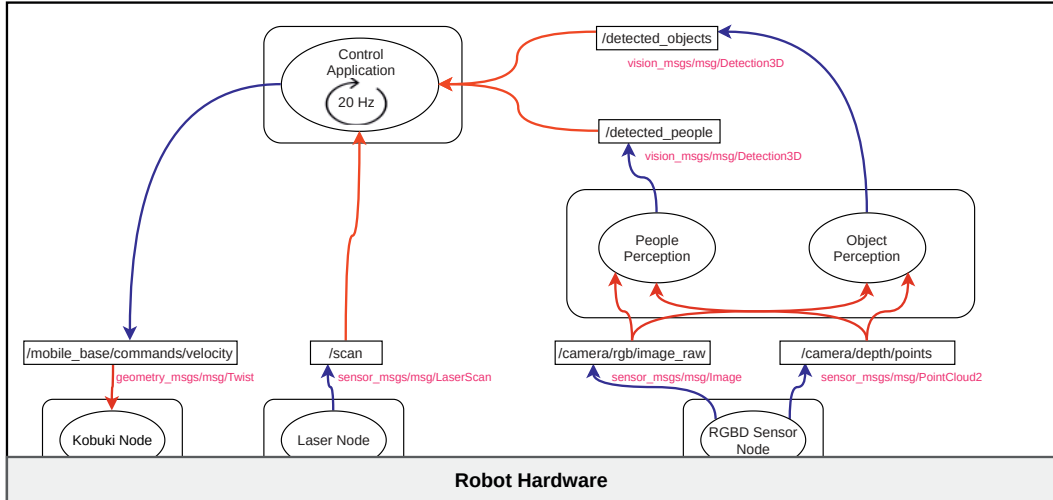 /detected_objects
vision_msgs/msg/Detection3D
Control
Application
20 Hz
/detected_people
vision_msgs/msg/Detection3D
People
Perception
Object
Perception
/mobile_base/commands/velocity
geometry_msgs/msg/Twist
/scan
sensor_msgs/msg/LaserScan
/camera/rgb/image_raw
sensor_msgs/msg/Image
/camera/depth/points
sensor_msgs/msg/PointCloud2
Kobuki Node
Laser Node
RGBD Sensor
Node
Robot Hardware